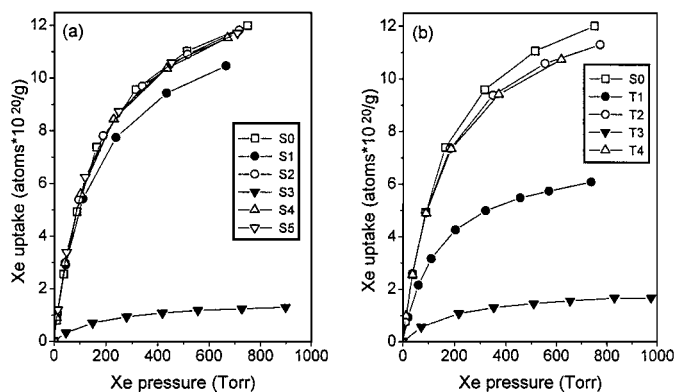 (a)
Xe uptake (atoms*10 20/g)
12
10
8
6
4
2
0
S0
S1
S2
S3
S4
S5
0 200 400 600 800 1000
Xe pressure (Torr)
(b)
Xe uptake (atoms*10 20/g)
12
10
8
6
4
2
0
S0
T1
T2
T3
T4
0 200 400 600 800 1000
Xe pressure (Torr)